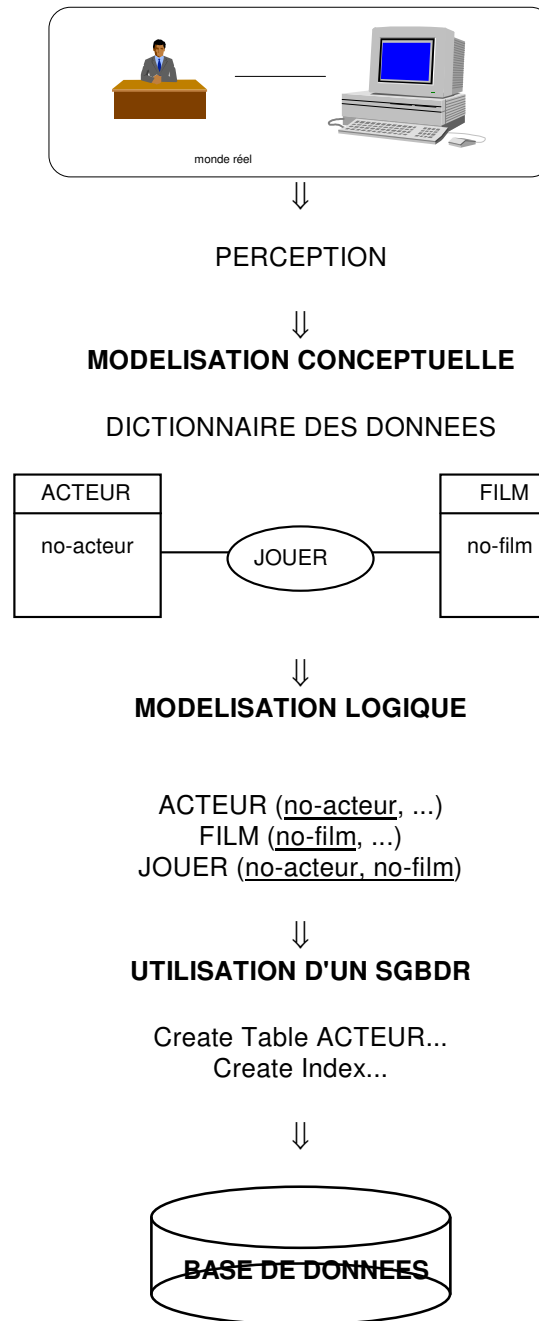 monde réel
⇓
PERCEPTION
⇓
MODELISATION CONCEPTUELLE
DICTIONNAIRE DES DONNEES
ACTEUR FILM
no-acteur JOUER no-film
⇓
MODELISATION LOGIQUE
ACTEUR (no-acteur, ...)
FILM (no-film, ...)
JOUER (no-acteur, no-film)
⇓
UTILISATION D'UN SGBDR
Create Table ACTEUR...
Create Index...
⇓
BASE DE DONNEES